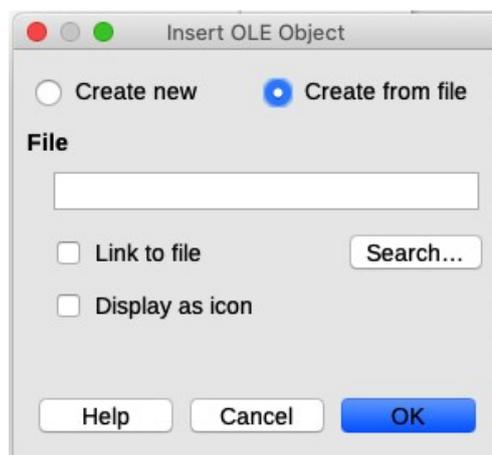 Insert OLE Object
Create new Create from file
File
Link to file Search...
Display as icon
Help Cancel OK